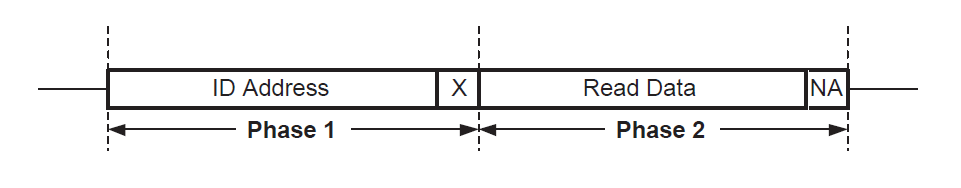 ID Address X Read Data NA
Phase 1 Phase 2